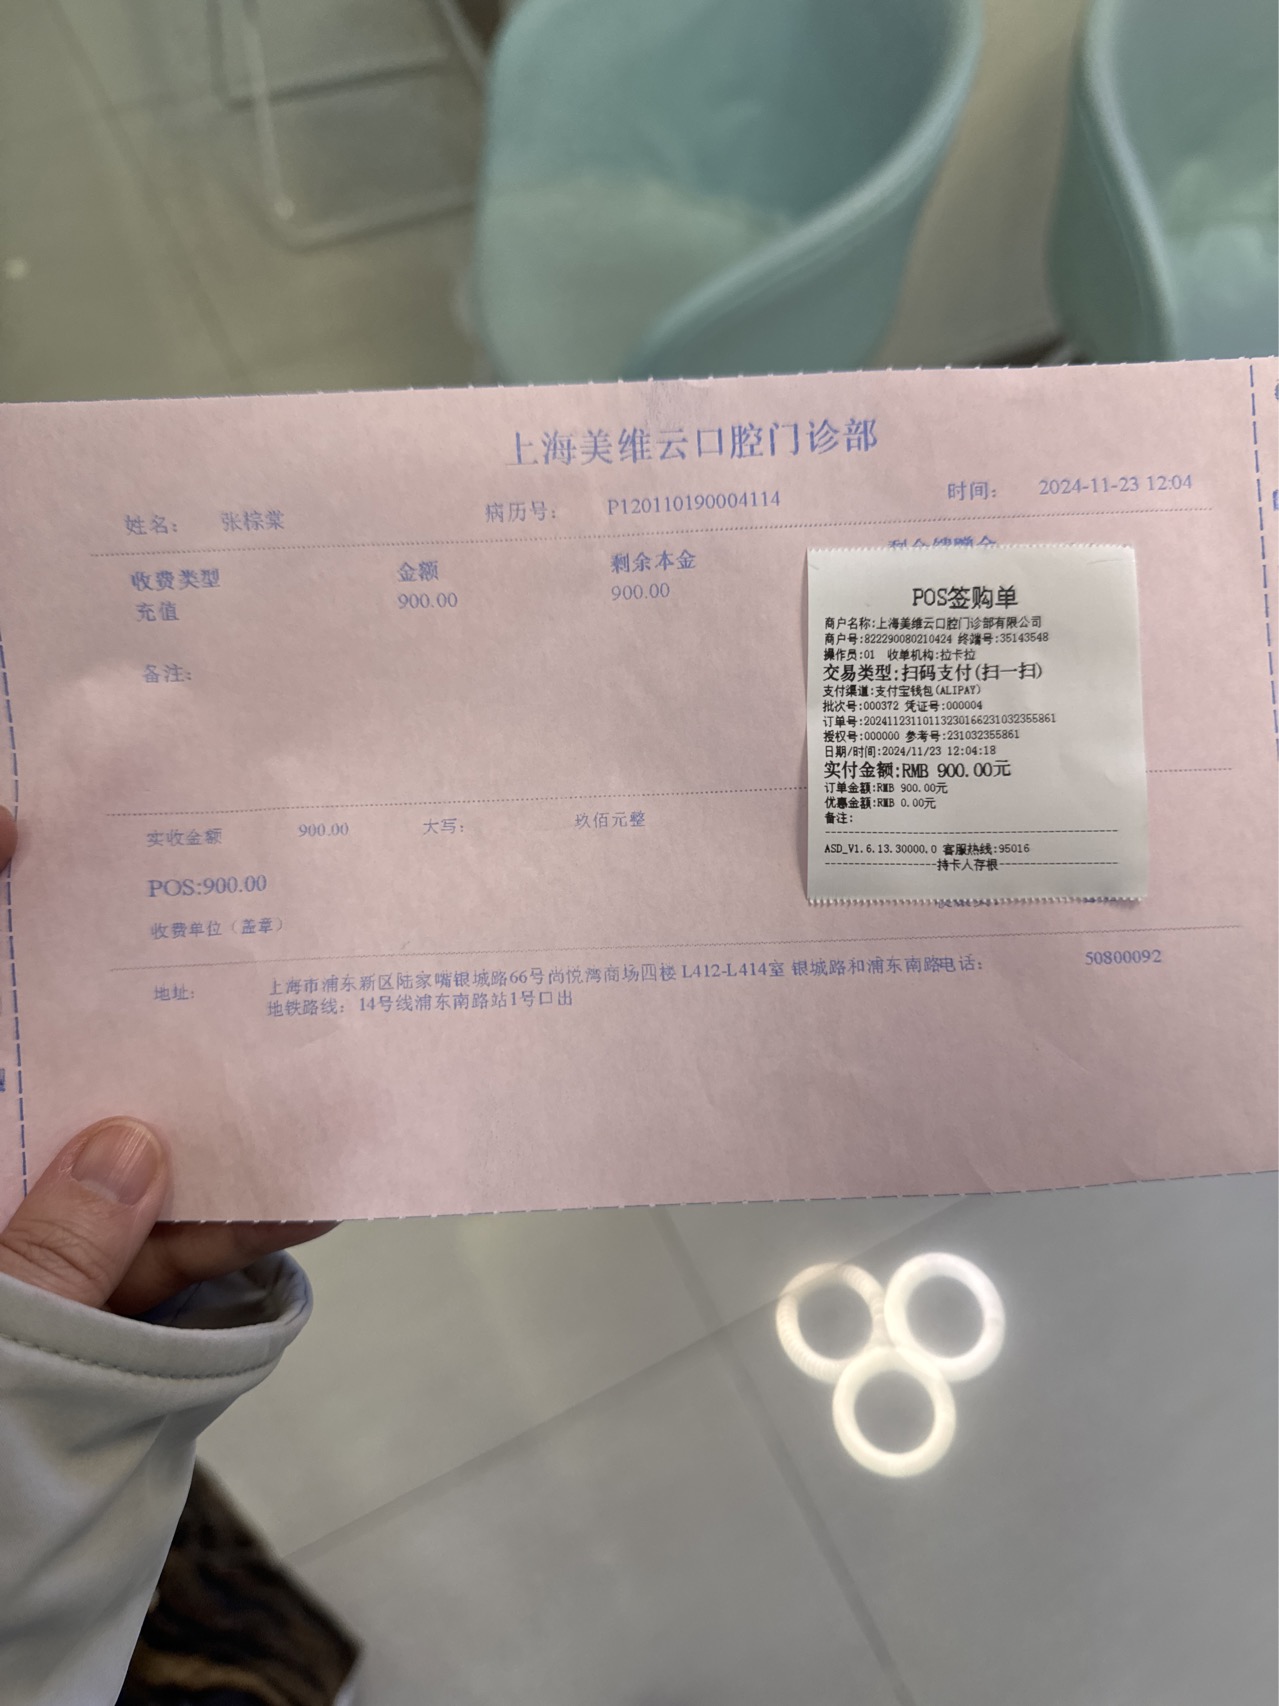 上海美维云口腔门诊部
姓名： 张棕棠 病历号： P120110190004114 时间： 2024-11-23 12:04
收费类型 金额 剩余本金
充值 900.00 900.00
备注:
实收金额 900.00 大写： 玖佰元整
POS:900.00
收费单位（盖章）
地址: 上海市浦东新区陆家嘴银城路66号尚悦湾商场四楼 L412-L414室 银城路和浦东南路电话： 50800092
地铁路线：14号线浦东南路站1号口出
POS签购单
商户名称:上海美维云口腔门诊部有限公司
商户号:822290080210424 终端号:35143548
操作员:01 收单机构:拉卡拉
交易类型:扫码支付(扫一扫)
支付渠道:支付宝钱包(ALIPAY)
批次号:000372 凭证号:000004
订单号:20241123110113230166231032355861
授权号:000000 参考号:231032355861
日期/时间:2024/11/23 12:04:18
实付金额:RMB 900.00元
订单金额:RMB 900.00元
优惠金额:RMB 0.00元
备注:
ASD_V1.6.13.30000.0 客服热线:95016
持卡人存根